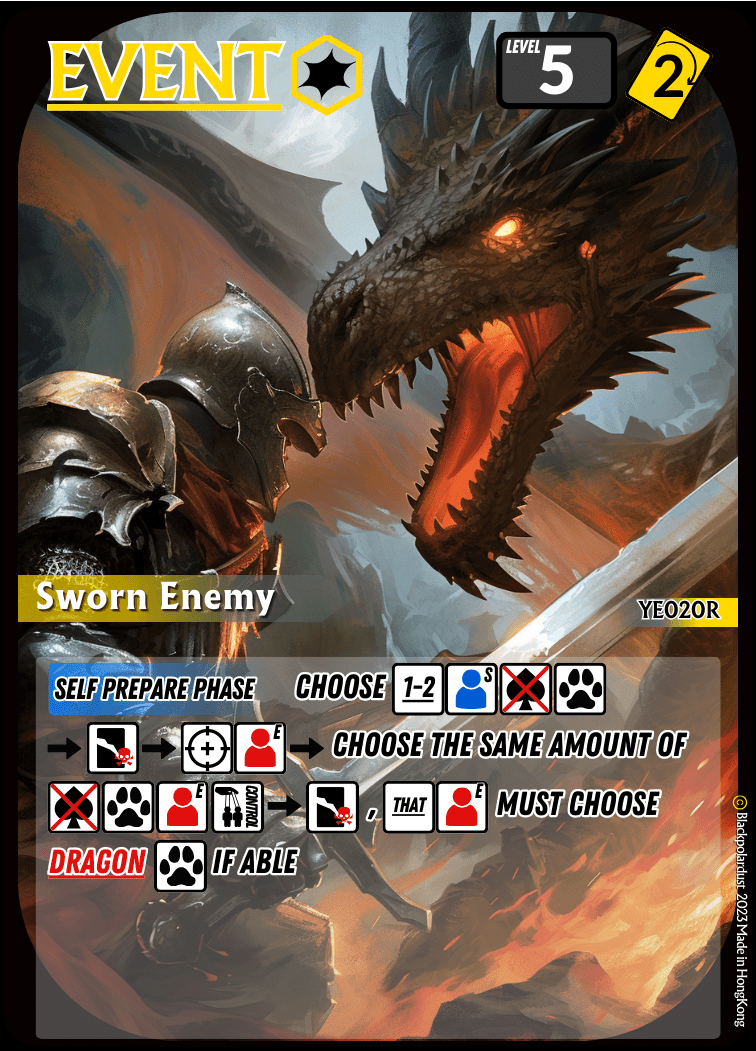 EVENT
LEVEL 5
2
Sworn Enemy
YE020R
SELF PREPARE PHASE CHOOSE 1-2 S
E CHOOSE THE SAME AMOUNT OF
E CONTROL , THAT E MUST CHOOSE
DRAGON IF ABLE
© Blackpolardust 2023 Made in HongKong